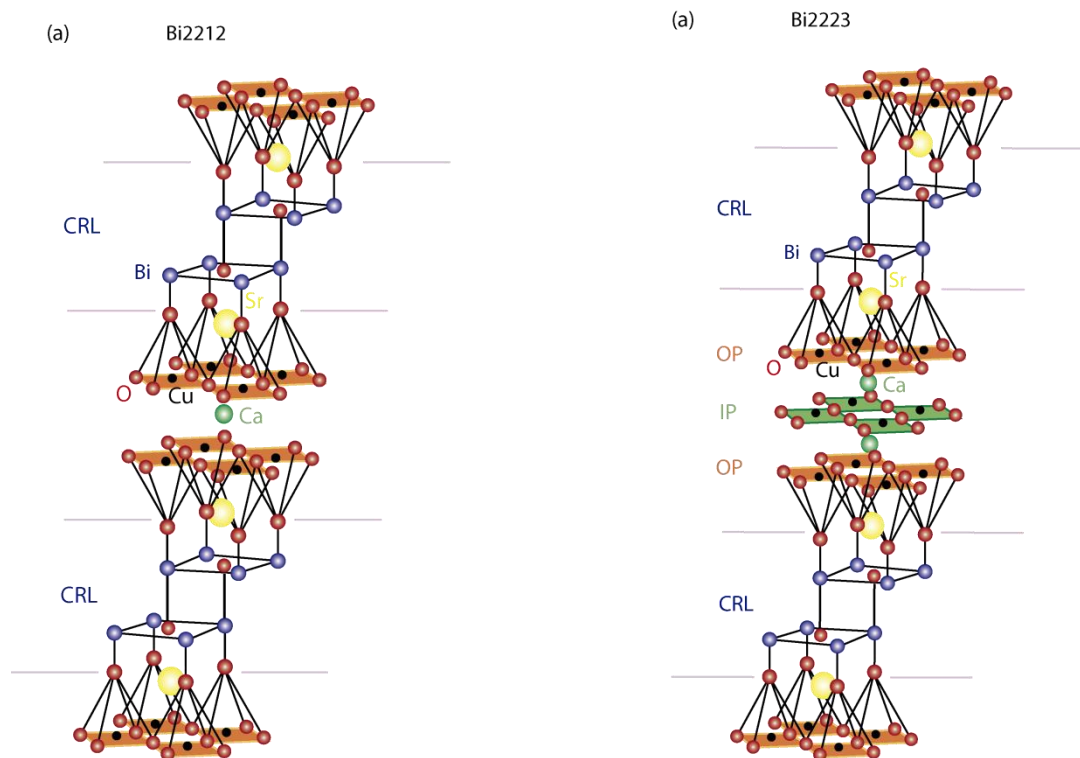 (a) Bi2212
CRL
Bi
Sr
O
Cu
Ca
CRL
(a) Bi2223
CRL
Bi
Sr
OP
O
Cu
Ca
IP
OP
CRL